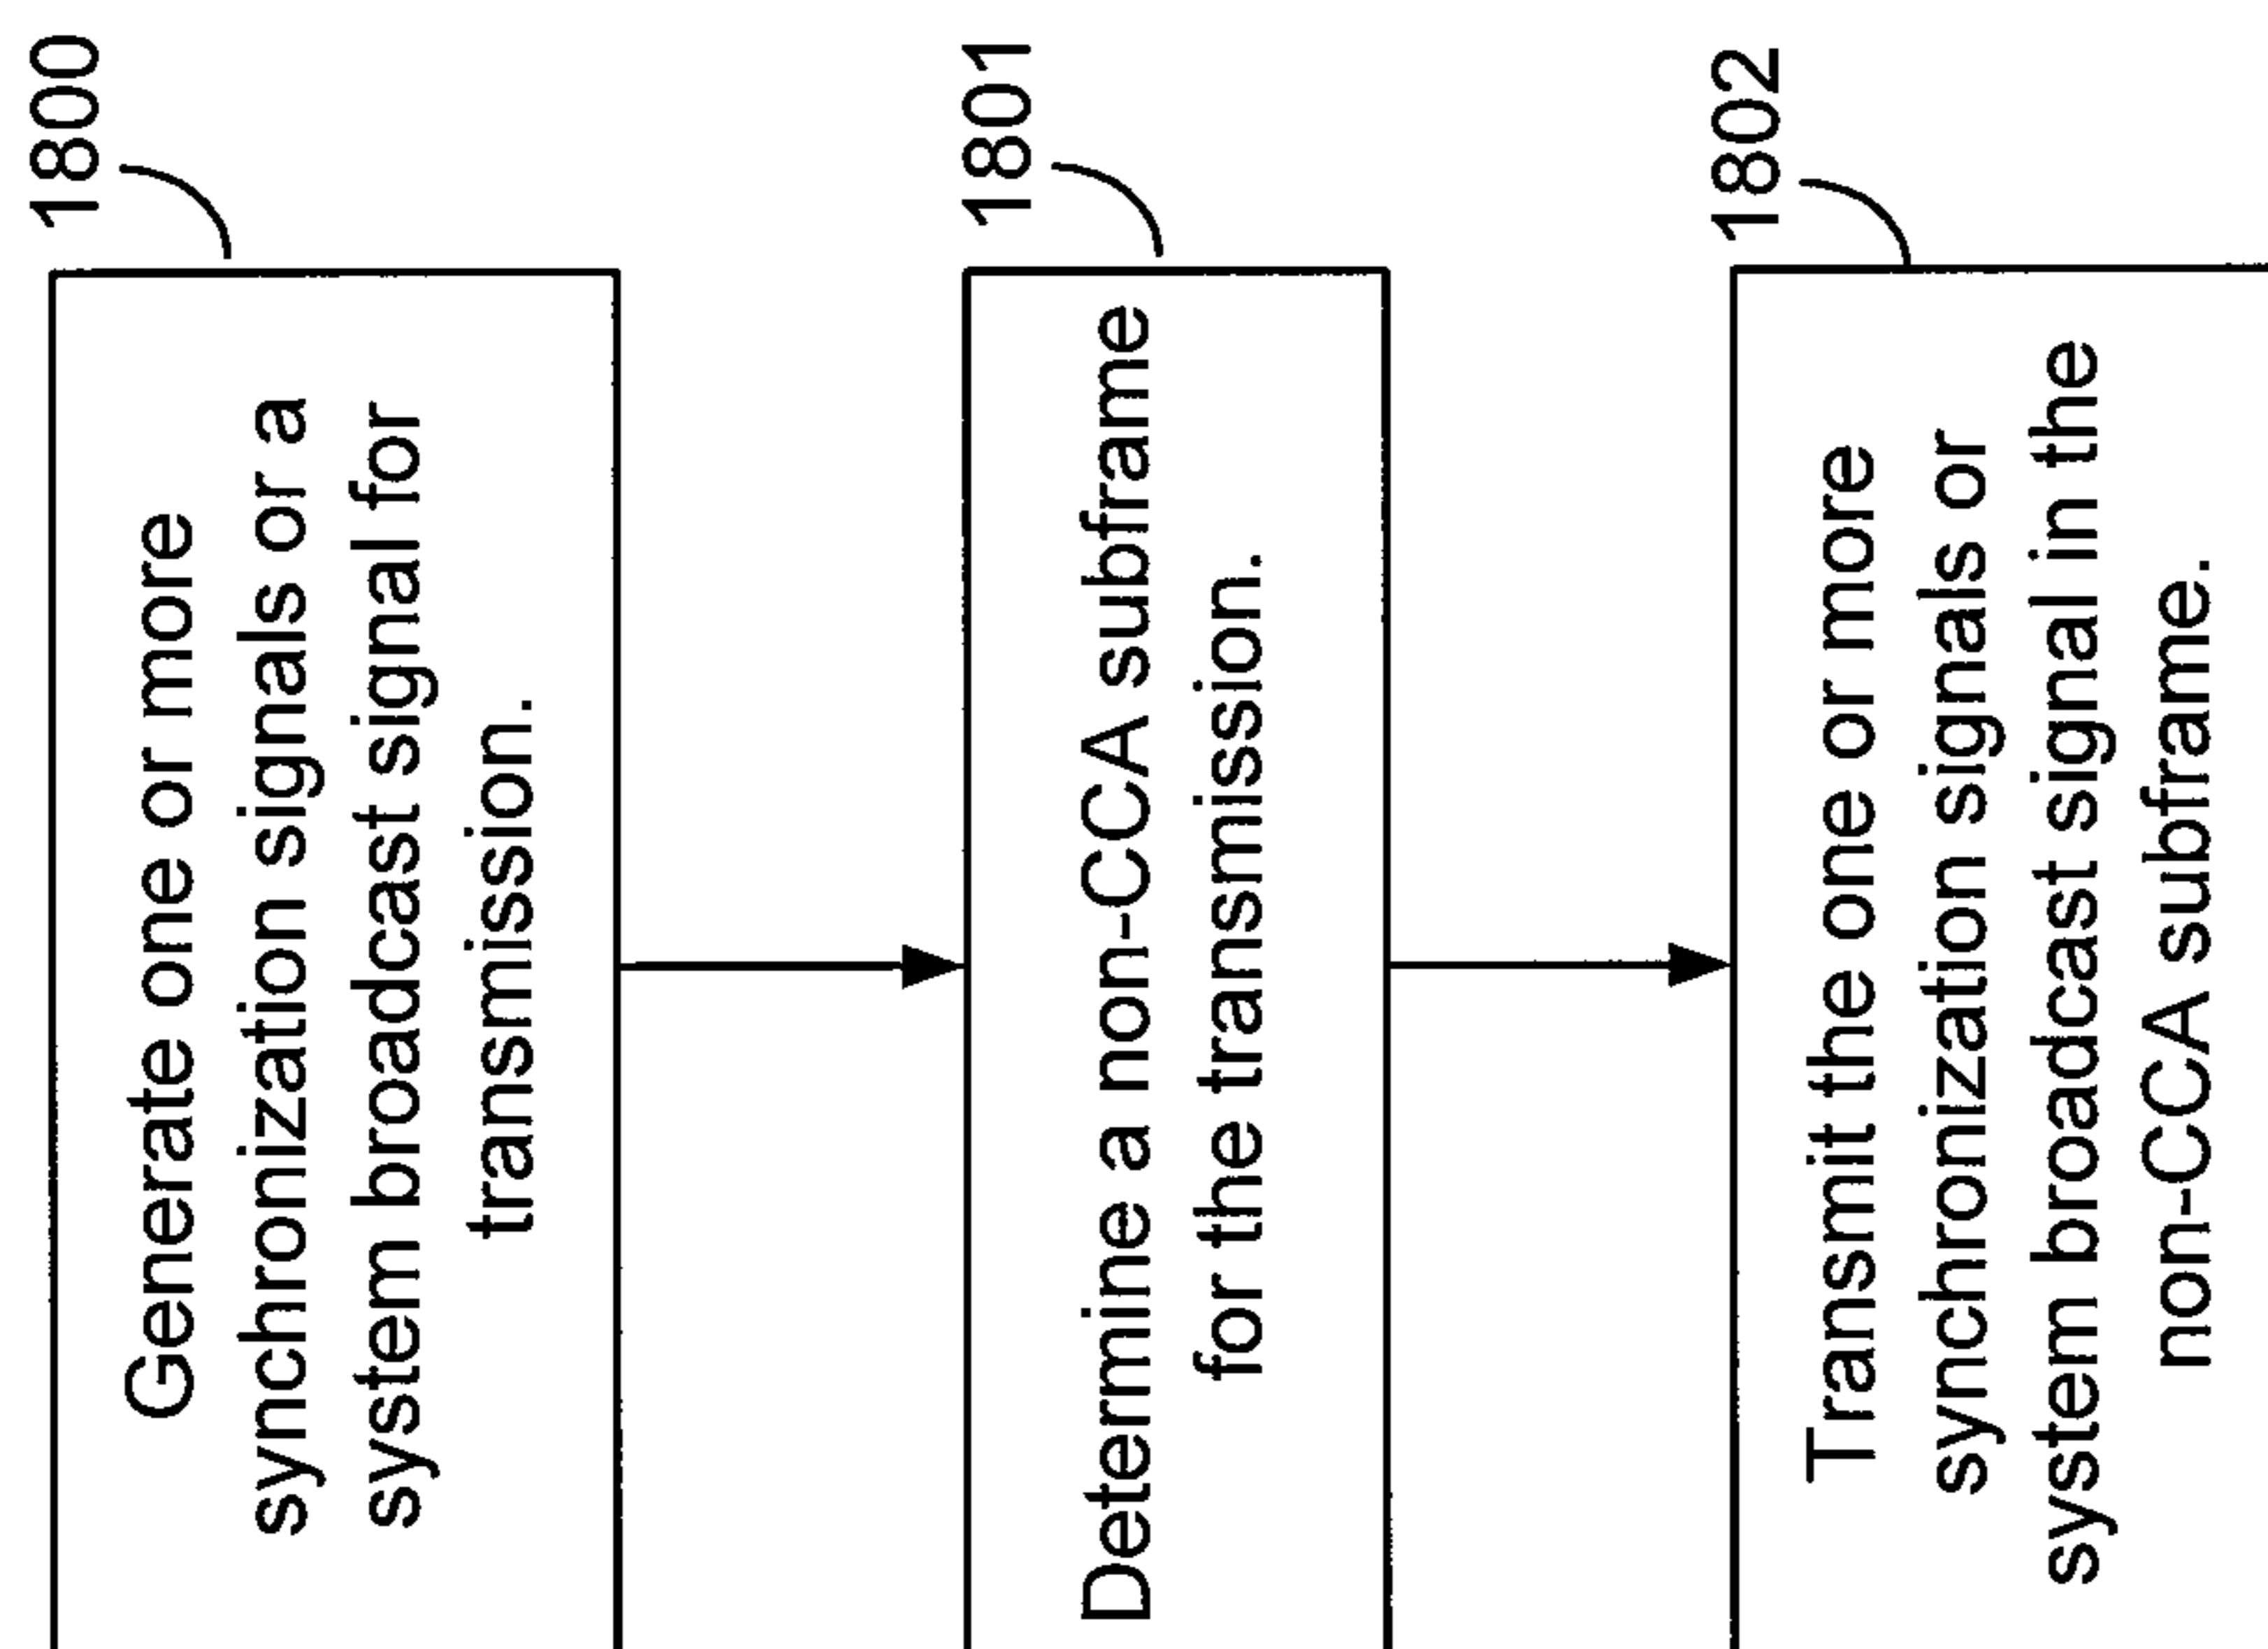 1800
Generate one or more
synchronization signals or a
system broadcast signal for
transmission.
1801
Determine a non-CCA subframe
for the transmission.
1802
Transmit the one or more
synchronization signals or
system broadcast signal in the
non-CCA subframe.